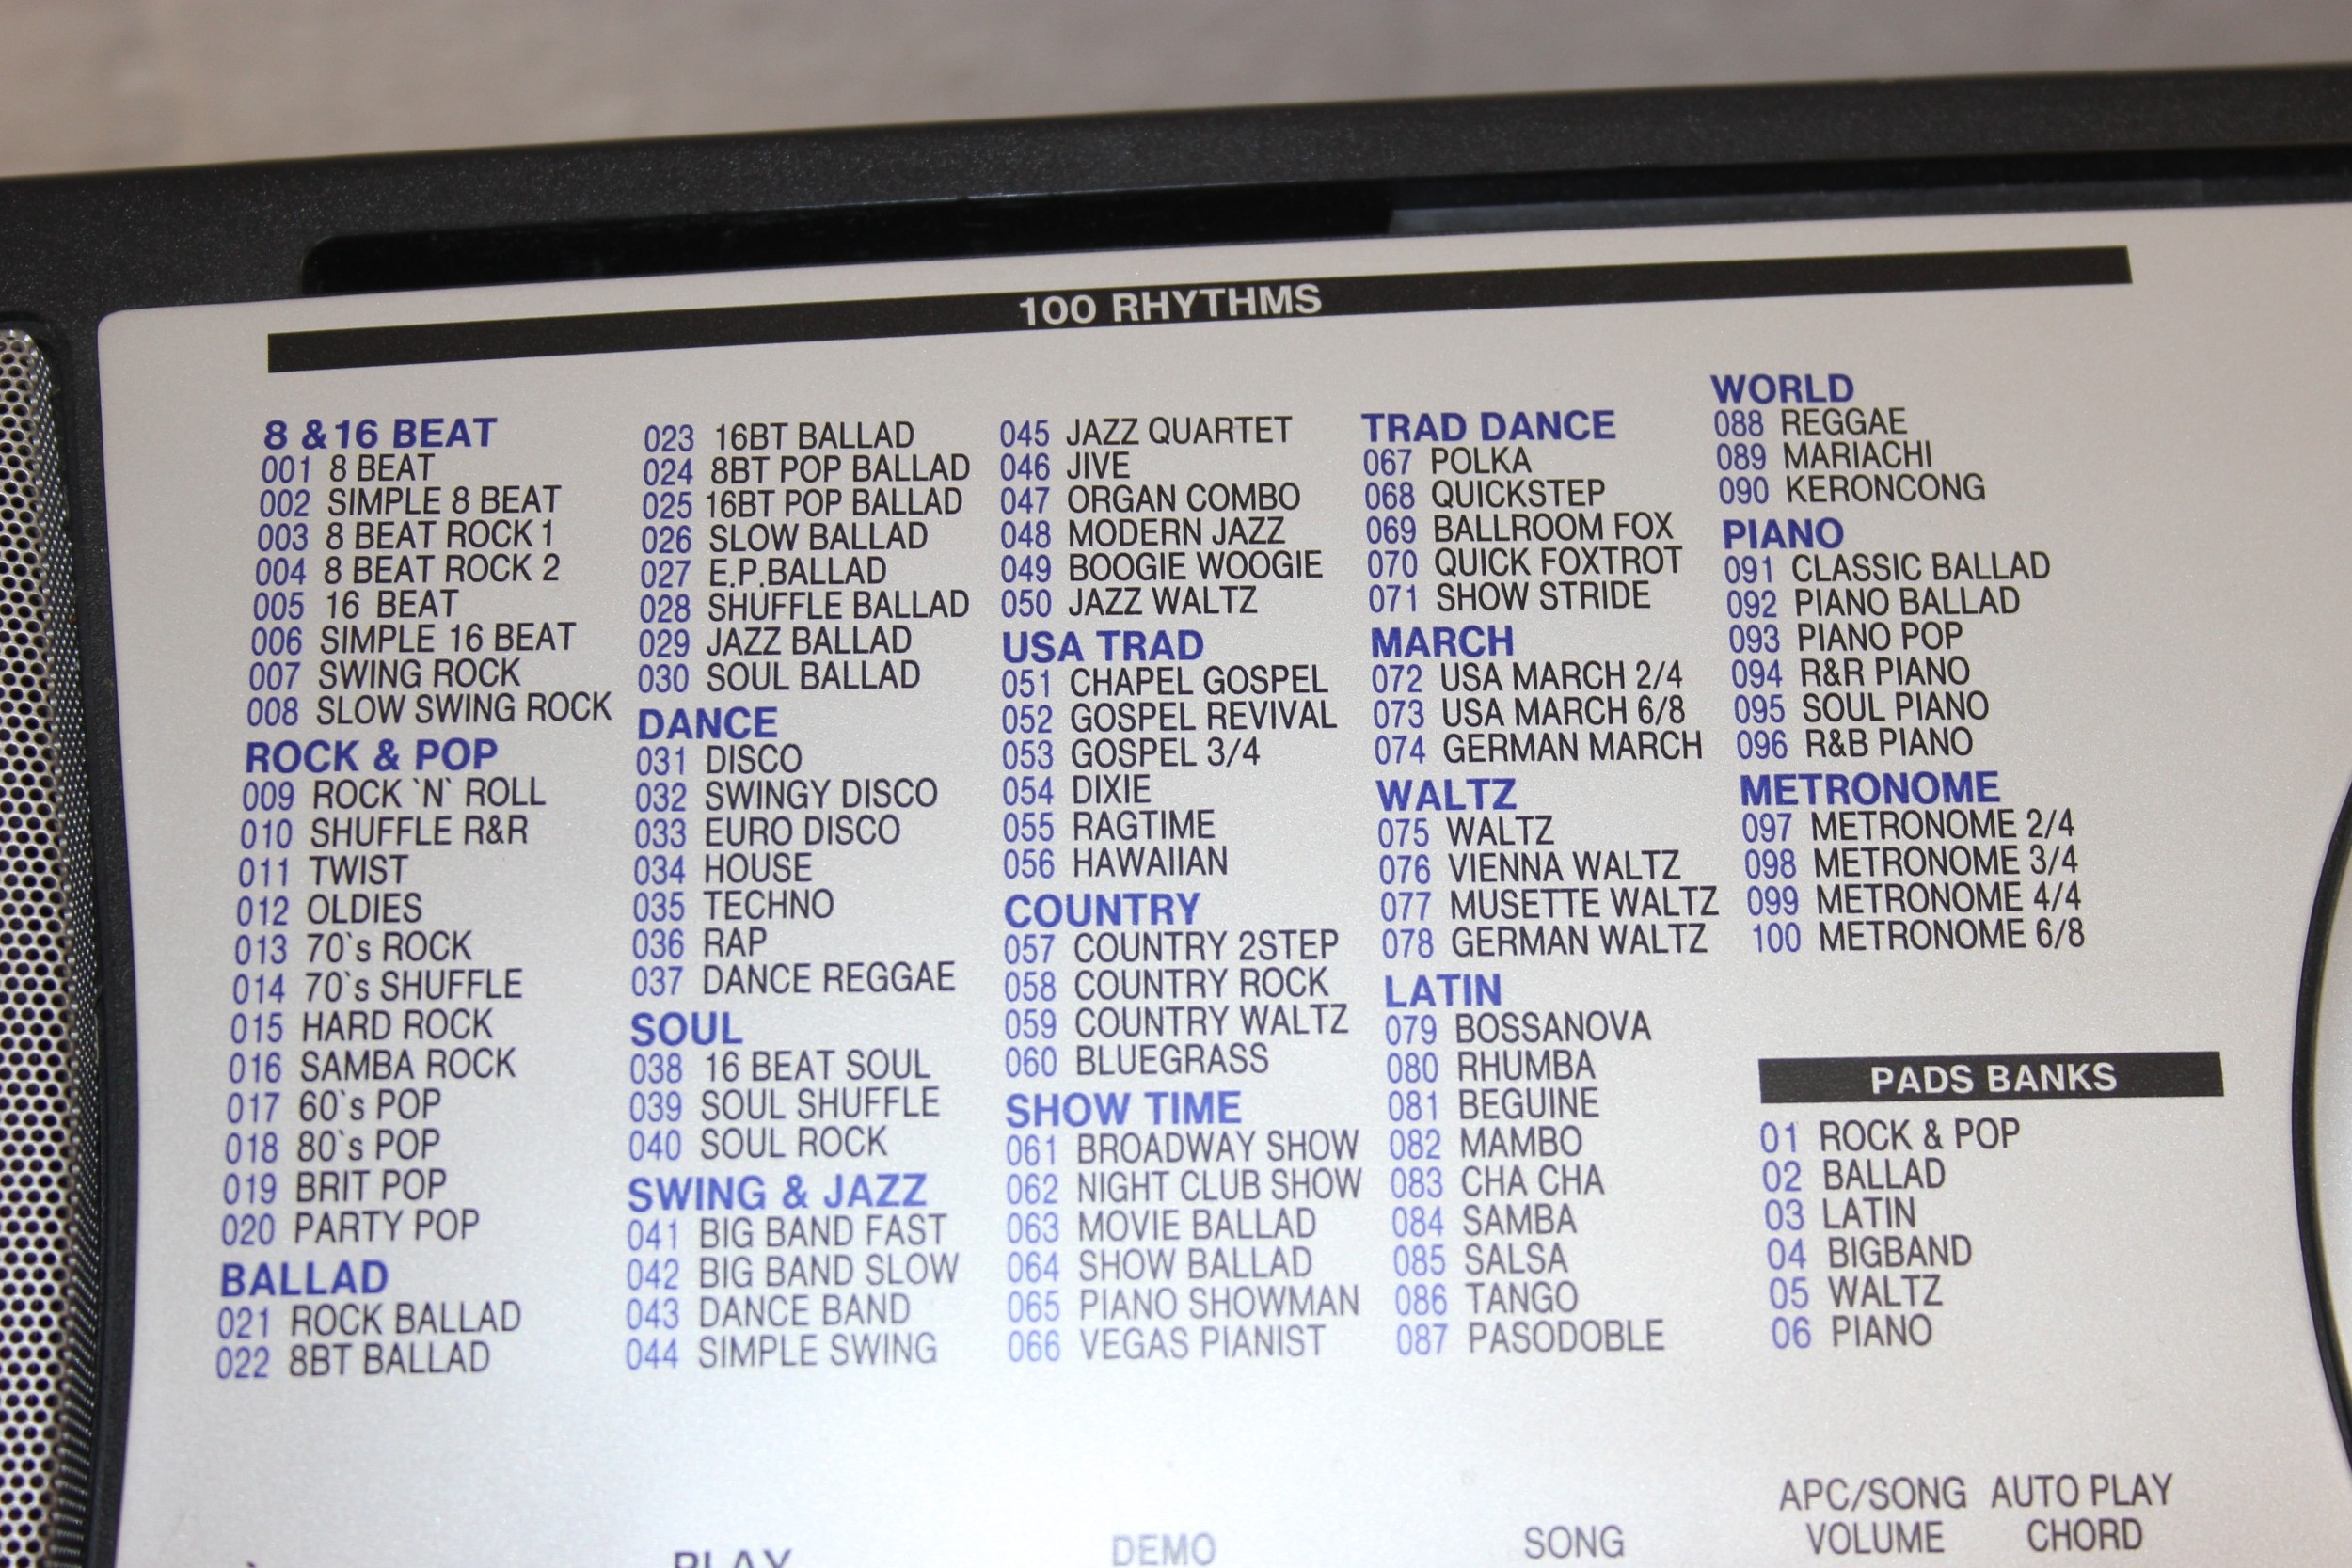 100 RHYTHMS
8 & 16 BEAT
001 8 BEAT
002 SIMPLE 8 BEAT
003 8 BEAT ROCK 1
004 8 BEAT ROCK 2
005 16 BEAT
006 SIMPLE 16 BEAT
007 SWING ROCK
008 SLOW SWING ROCK
ROCK & POP
009 ROCK `N` ROLL
010 SHUFFLE R&R
011 TWIST
012 OLDIES
013 70`s ROCK
014 70`s SHUFFLE
015 HARD ROCK
016 SAMBA ROCK
017 60`s POP
018 80`s POP
019 BRIT POP
020 PARTY POP
BALLAD
021 ROCK BALLAD
022 8BT BALLAD
023 16BT BALLAD
024 8BT POP BALLAD
025 16BT POP BALLAD
026 SLOW BALLAD
027 E.P.BALLAD
028 SHUFFLE BALLAD
029 JAZZ BALLAD
030 SOUL BALLAD
DANCE
031 DISCO
032 SWINGY DISCO
033 EURO DISCO
034 HOUSE
035 TECHNO
036 RAP
037 DANCE REGGAE
SOUL
038 16 BEAT SOUL
039 SOUL SHUFFLE
040 SOUL ROCK
SWING & JAZZ
041 BIG BAND FAST
042 BIG BAND SLOW
043 DANCE BAND
044 SIMPLE SWING
045 JAZZ QUARTET
046 JIVE
047 ORGAN COMBO
048 MODERN JAZZ
049 BOOGIE WOOGIE
050 JAZZ WALTZ
USA TRAD
051 CHAPEL GOSPEL
052 GOSPEL REVIVAL
053 GOSPEL 3/4
054 DIXIE
055 RAGTIME
056 HAWAIIAN
COUNTRY
057 COUNTRY 2STEP
058 COUNTRY ROCK
059 COUNTRY WALTZ
060 BLUEGRASS
SHOW TIME
061 BROADWAY SHOW
062 NIGHT CLUB SHOW
063 MOVIE BALLAD
064 SHOW BALLAD
065 PIANO SHOWMAN
066 VEGAS PIANIST
TRAD DANCE
067 POLKA
068 QUICKSTEP
069 BALLROOM FOX
070 QUICK FOXTROT
071 SHOW STRIDE
MARCH
072 USA MARCH 2/4
073 USA MARCH 6/8
074 GERMAN MARCH
WALTZ
075 WALTZ
076 VIENNA WALTZ
077 MUSETTE WALTZ
078 GERMAN WALTZ
LATIN
079 BOSSANOVA
080 RHUMBA
081 BEGUINE
082 MAMBO
083 CHA CHA
084 SAMBA
085 SALSA
086 TANGO
087 PASODOBLE
WORLD
088 REGGAE
089 MARIACHI
090 KERONCONG
PIANO
091 CLASSIC BALLAD
092 PIANO BALLAD
093 PIANO POP
094 R&R PIANO
095 SOUL PIANO
096 R&B PIANO
METRONOME
097 METRONOME 2/4
098 METRONOME 3/4
099 METRONOME 4/4
100 METRONOME 6/8
PADS BANKS
01 ROCK & POP
02 BALLAD
03 LATIN
04 BIGBAND
05 WALTZ
06 PIANO
PLAY
DEMO
SONG
APC/SONG
VOLUME
AUTO PLAY
CHORD